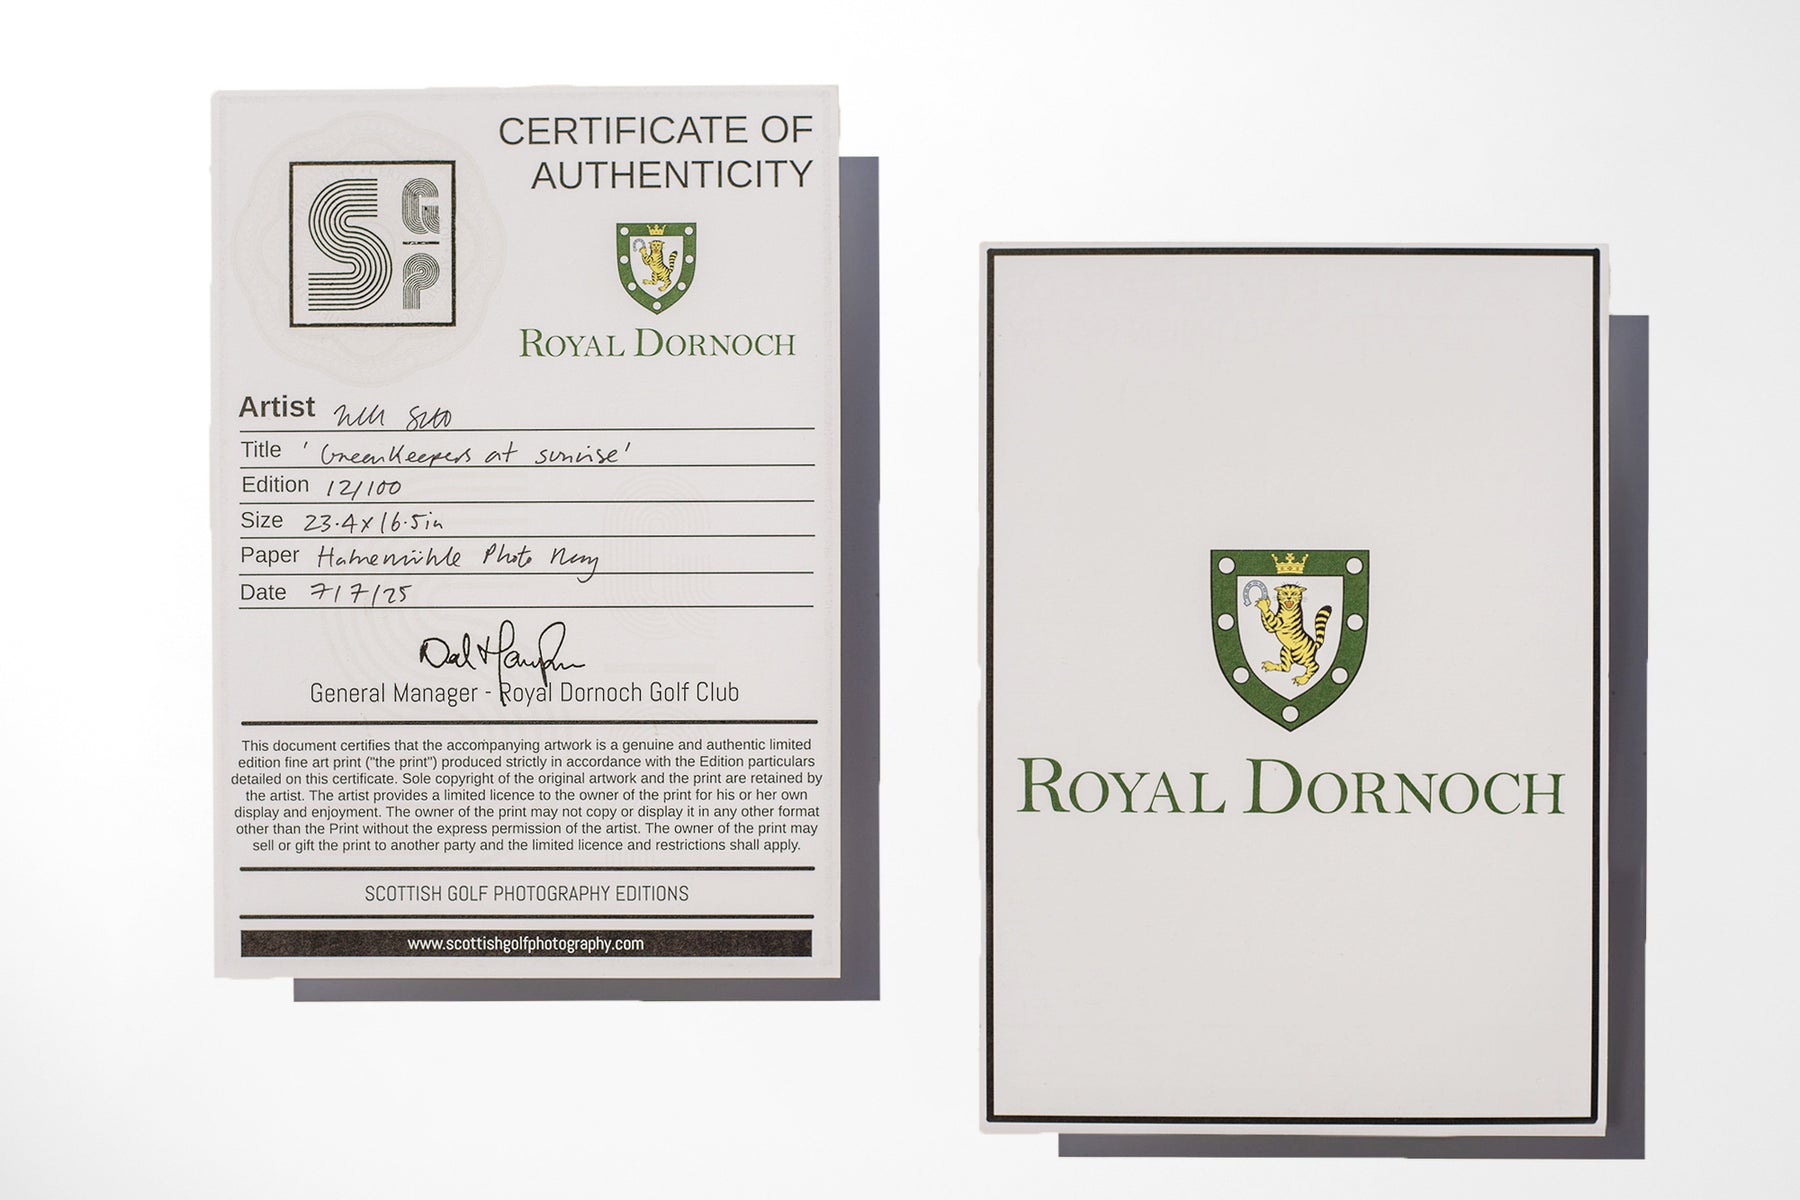 CERTIFICATE OF
AUTHENTICITY
S G P
ROYAL DORNOCH
Artist
Title 'Greenkeepers at sunrise'
Edition 12/100
Size 23.4 x 16.5in
Paper Hahnemühle Photo
Date 7/7/25
General Manager - Royal Dornoch Golf Club
This document certifies that the accompanying artwork is a genuine and authentic limited
edition fine art print ("the print") produced strictly in accordance with the Edition particulars
detailed on this certificate. Sole copyright of the original artwork and the print are retained by
the artist. The artist provides a limited licence to the owner of the print for his or her own
display and enjoyment. The owner of the print may not copy or display it in any other format
other than the Print without the express permission of the artist. The owner of the print may
sell or gift the print to another party and the limited licence and restrictions shall apply.
SCOTTISH GOLF PHOTOGRAPHY EDITIONS
www.scottishgolfphotography.com
ROYAL DORNOCH